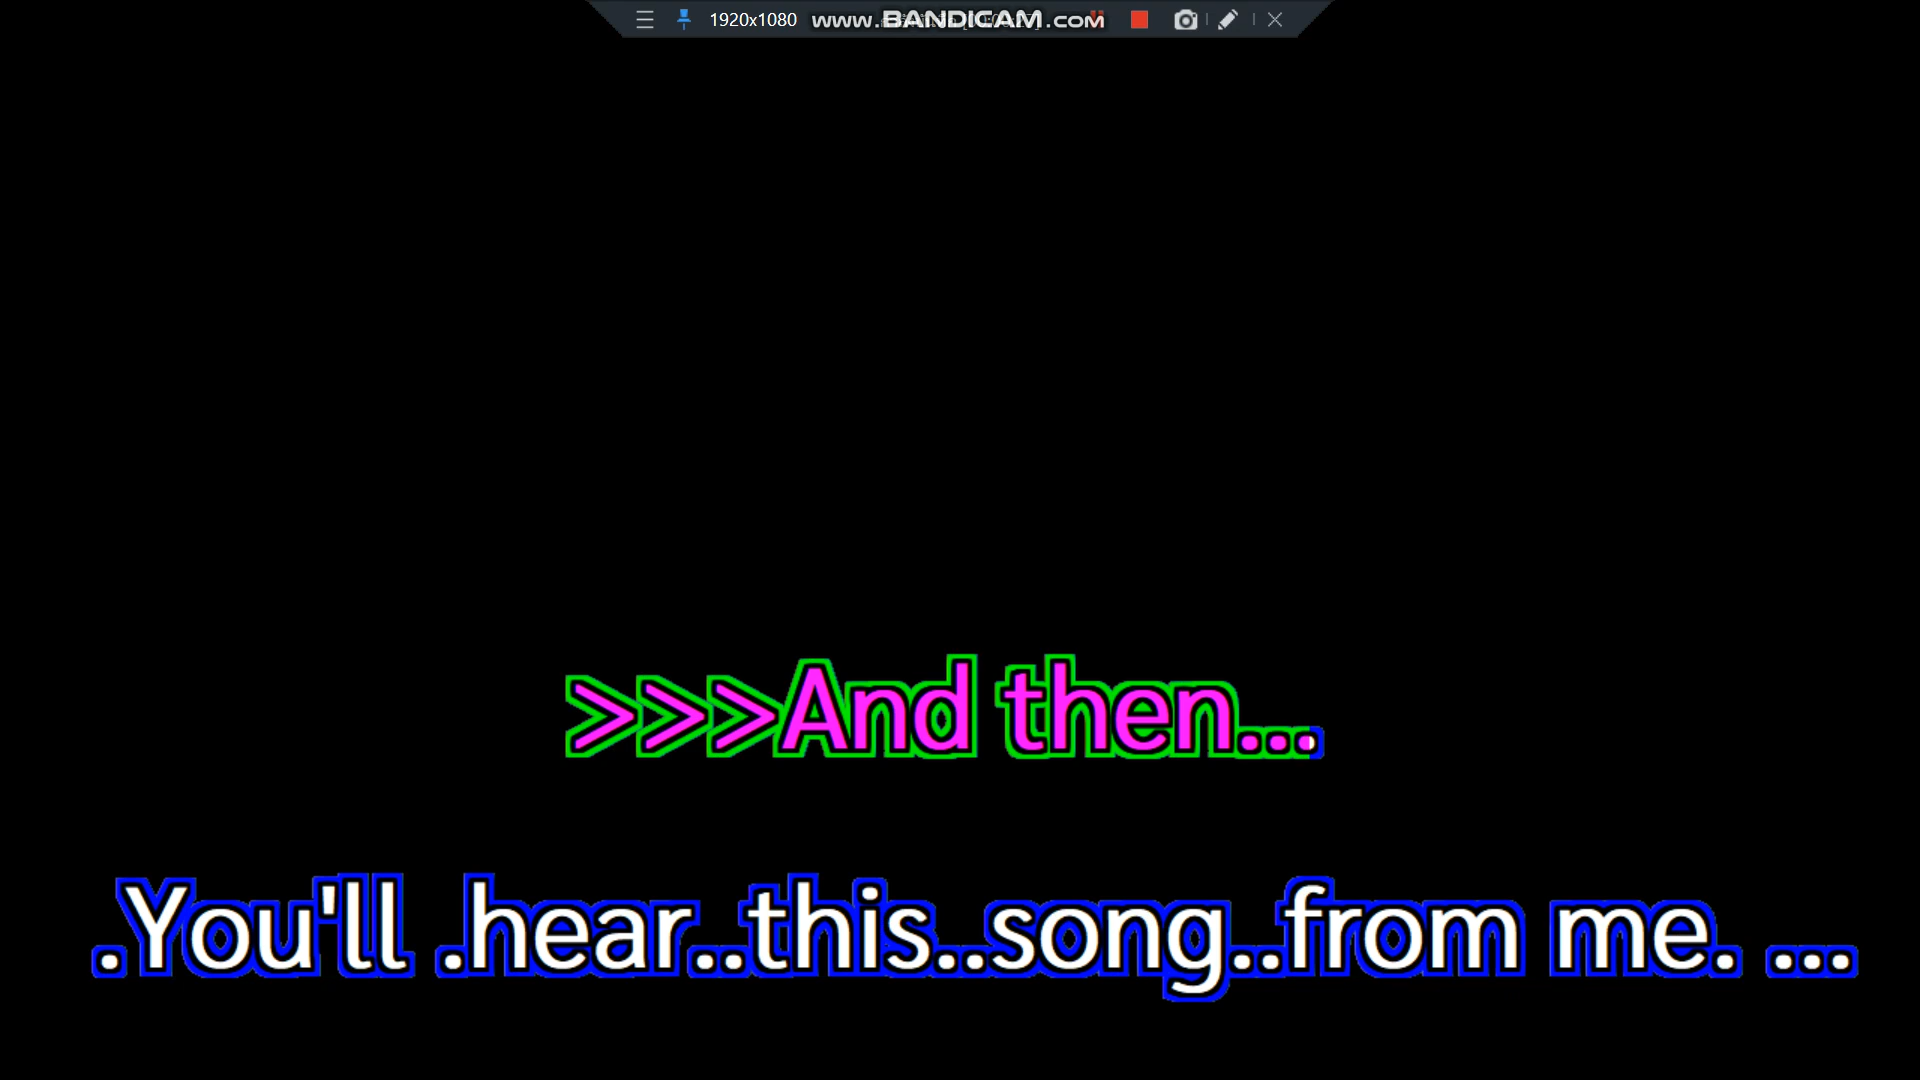 1920x1080 www.BANDICAM.com
>>>And then...
.You'll .hear..this..song..from me. ...